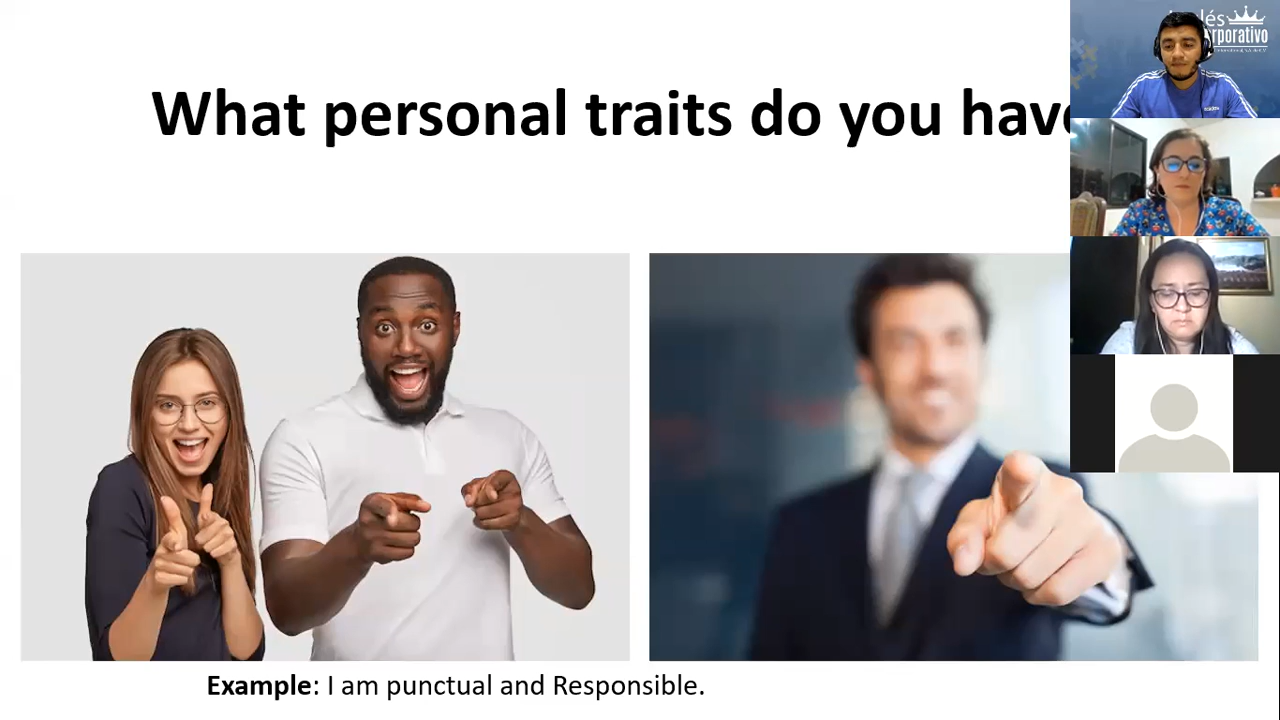 What personal traits do you have
Example: I am punctual and Responsible.